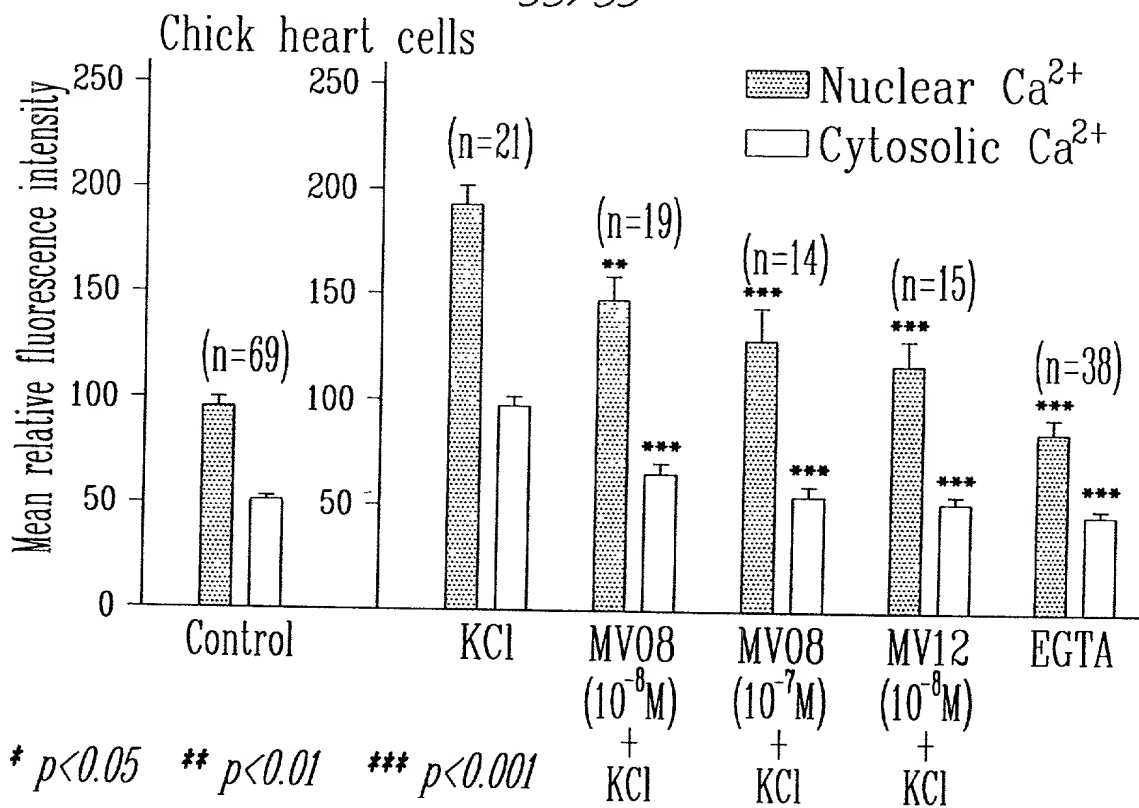 Chick heart cells
Mean relative fluorescence intensity
250
200
150
100
50
0
250
200
150
100
50
Nuclear Ca²⁺
Cytosolic Ca²⁺
(n=69)
(n=21)
(n=19)
**
***
(n=14)
***
***
(n=15)
***
***
(n=38)
***
***
Control
KCl
MV08
(10⁻⁸M)
+
KCl
MV08
(10⁻⁷M)
+
KCl
MV12
(10⁻⁸M)
+
KCl
EGTA
* p<0.05 ** p<0.01 *** p<0.001